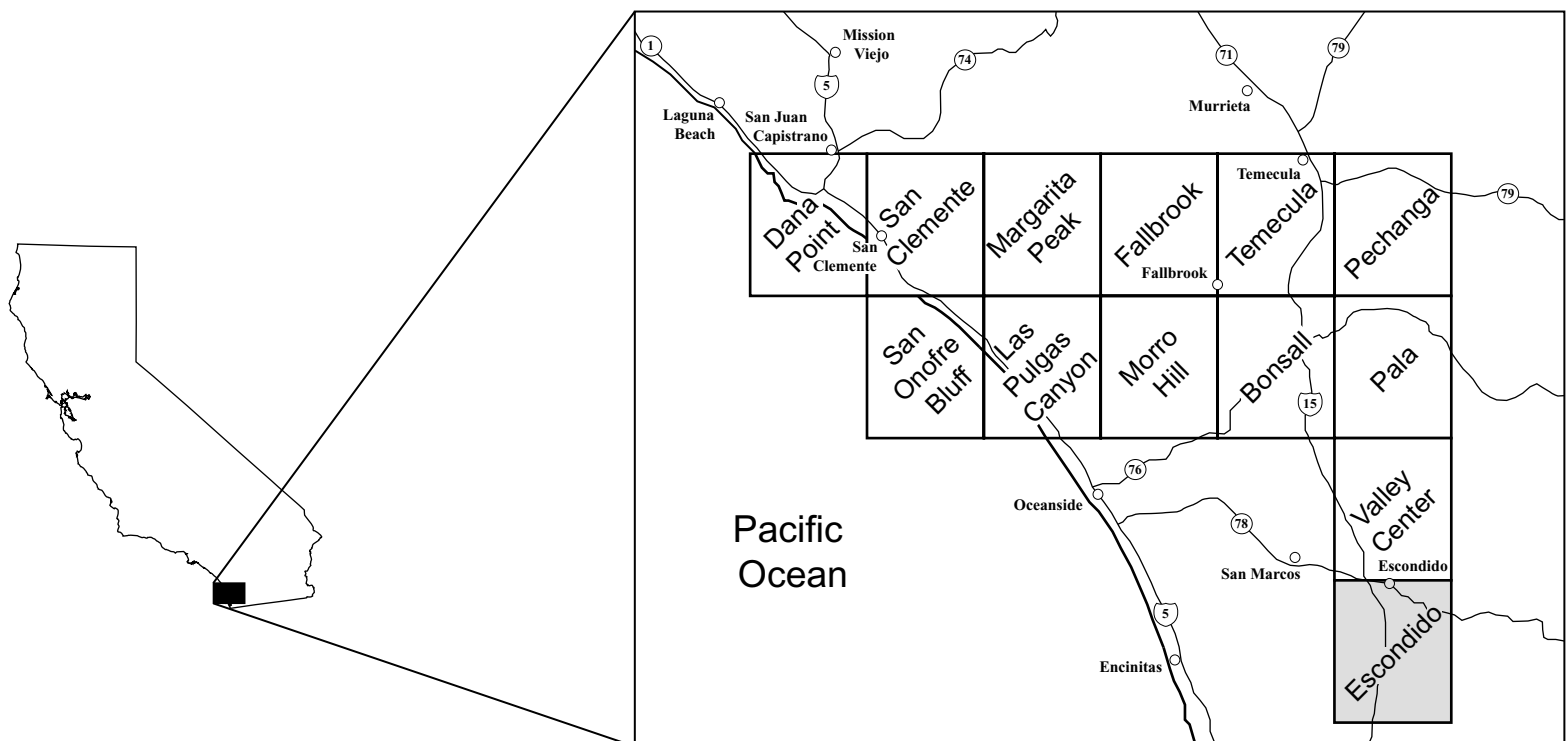 1
Mission
Viejo
5
74
71
79
Laguna
Beach
San Juan
Capistrano
Murrieta
Temecula
79
Dana
Point
San
Clemente
San
Clemente
Margarita
Peak
Fallbrook
Fallbrook
Temecula
Pechanga
San
Onofre
Bluff
Las
Pulgas
Canyon
Morro
Hill
Bonsall
15
Pala
76
Oceanside
78
San Marcos
Valley
Center
Escondido
Pacific
Ocean
5
Encinitas
Escondido